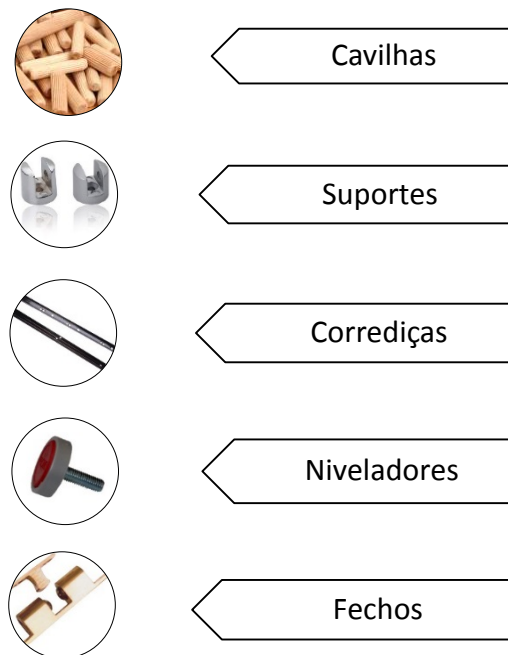 Cavilhas
Suportes
Corrediças
Niveladores
Fechos